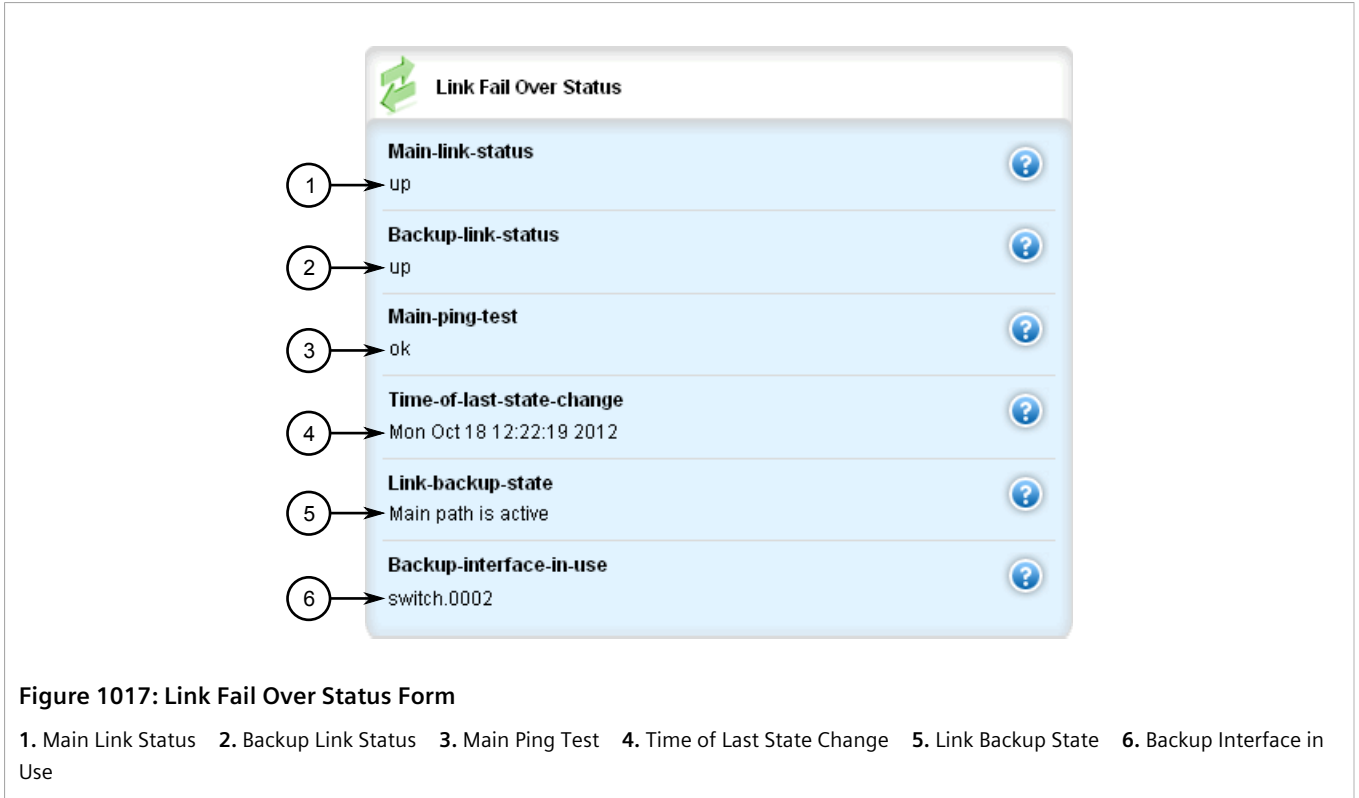 Link Fail Over Status
Main-link-status
1
up
Backup-link-status
2
up
Main-ping-test
3
ok
Time-of-last-state-change
4
Mon Oct 18 12:22:19 2012
Link-backup-state
5
Main path is active
Backup-interface-in-use
6
switch.0002
Figure 1017: Link Fail Over Status Form
1. Main Link Status 2. Backup Link Status 3. Main Ping Test 4. Time of Last State Change 5. Link Backup State 6. Backup Interface in
Use